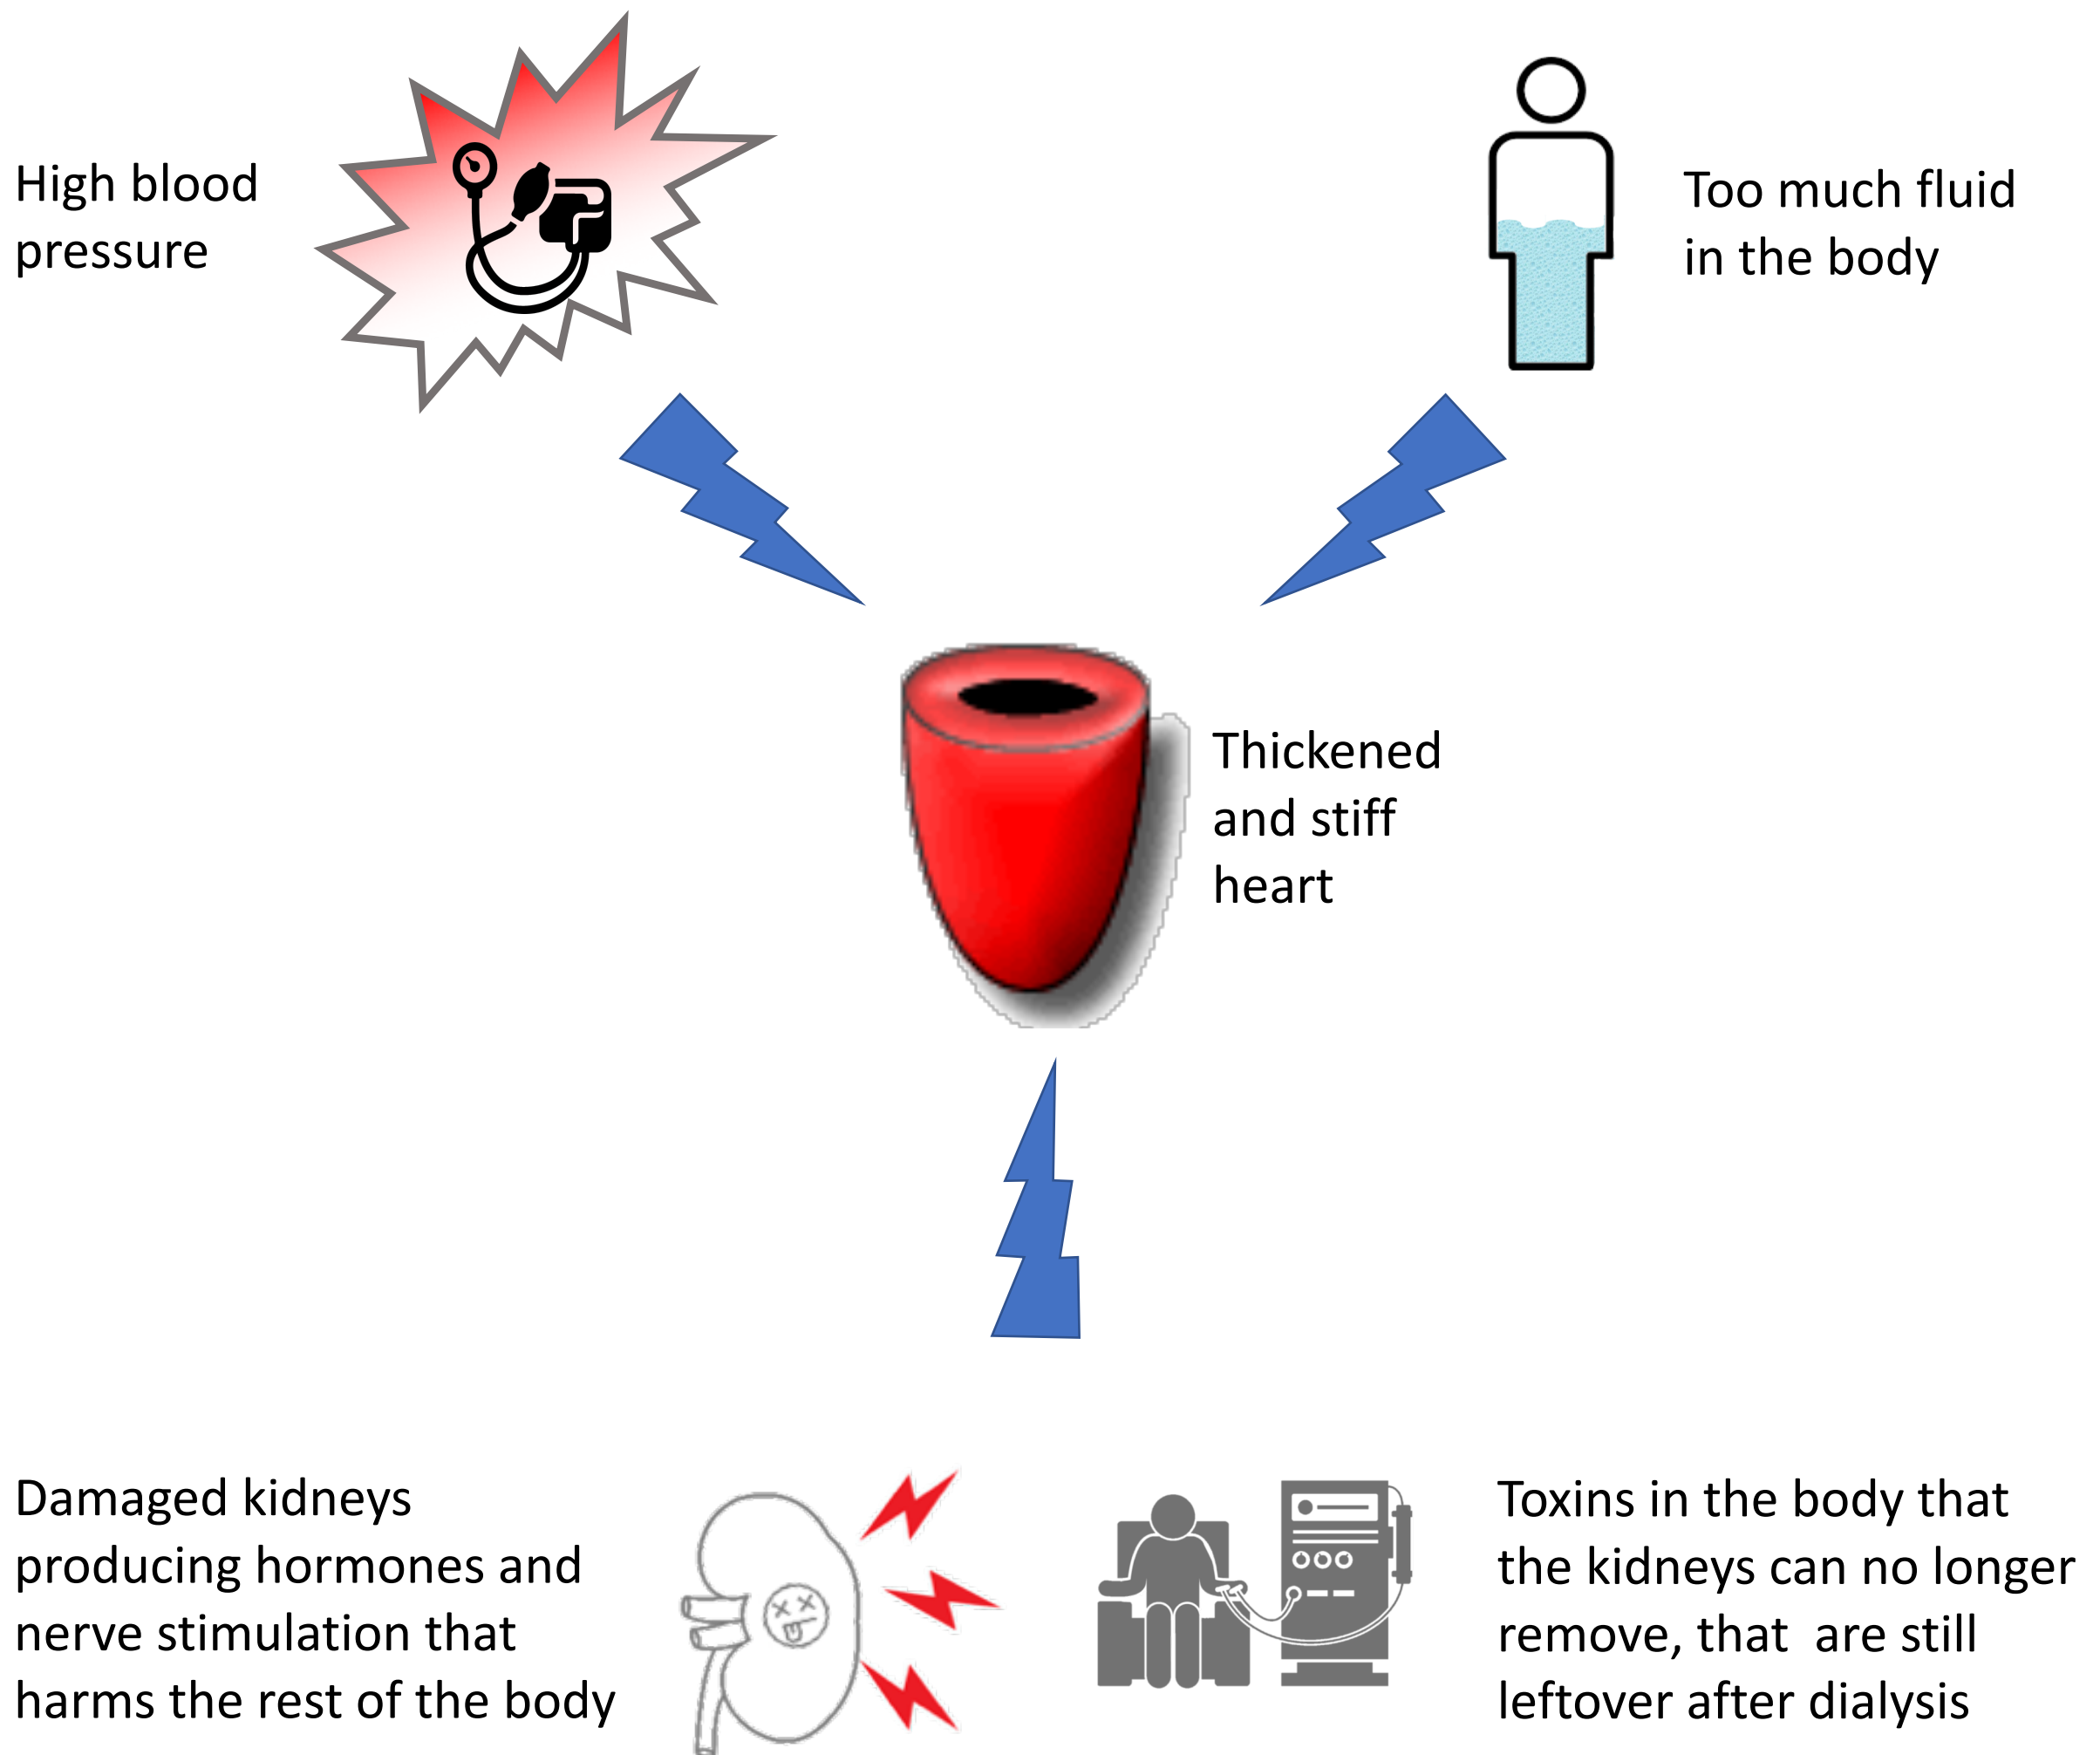 High blood
pressure
Too much fluid
in the body
Thickened
and stiff
heart
Damaged kidneys
producing hormones and
nerve stimulation that
harms the rest of the body
Toxins in the body that
the kidneys can no longer
remove, that  are still
leftover after dialysis